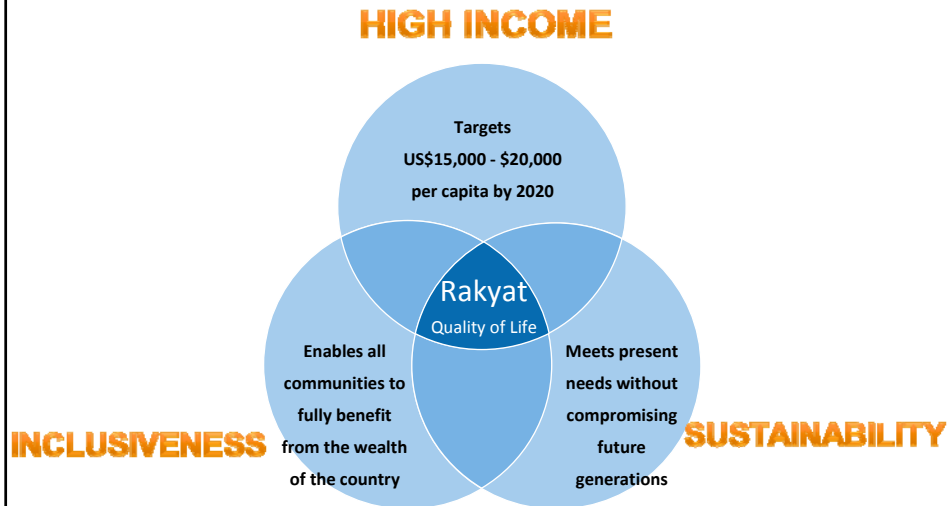 HIGH INCOME
Targets
US$15,000 - $20,000
per capita by 2020
Rakyat
Quality of Life
Enables all
communities to
fully benefit
from the wealth
of the country
INCLUSIVENESS
Meets present
needs without
compromising
future
generations
SUSTAINABILITY